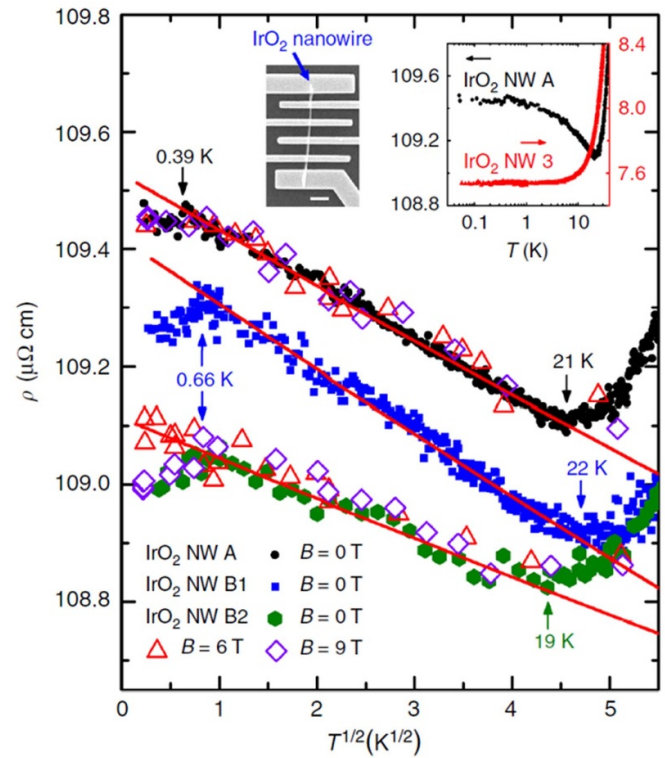 109.8
109.6
109.4
109.2
109.0
108.8
ρ (μΩ cm)
IrO₂ nanowire
109.6
109.2
108.8
IrO₂ NW A
IrO₂ NW 3
8.4
8.0
7.6
0.1 1 10
T (K)
0.39 K
21 K
0.66 K
22 K
19 K
IrO₂ NW A B = 0 T
IrO₂ NW B1 B = 0 T
IrO₂ NW B2 B = 0 T
B = 6 T B = 9 T
0 1 2 3 4 5
T^1/2(K^1/2)